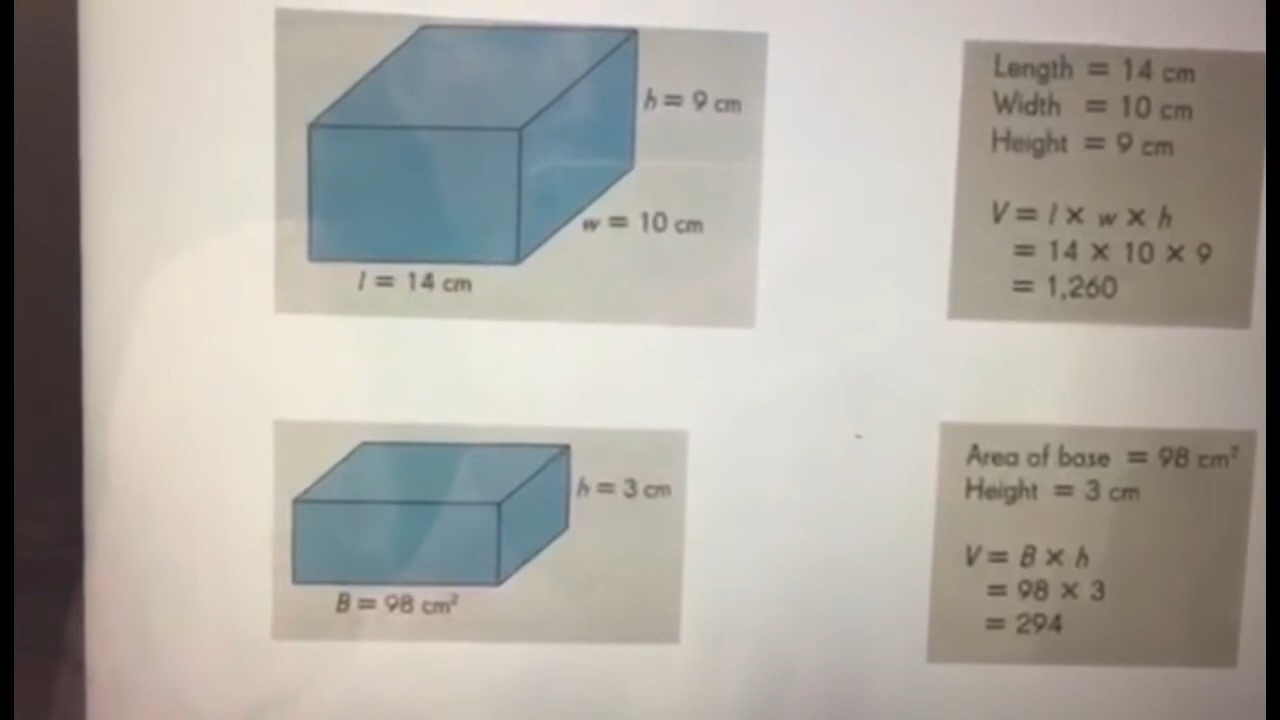 h = 9 cm
w = 10 cm
l = 14 cm
Length = 14 cm
Width = 10 cm
Height = 9 cm
V = l × w × h
= 14 × 10 × 9
= 1,260
h = 3 cm
B = 98 cm²
Area of base = 98 cm²
Height = 3 cm
V = B × h
= 98 × 3
= 294